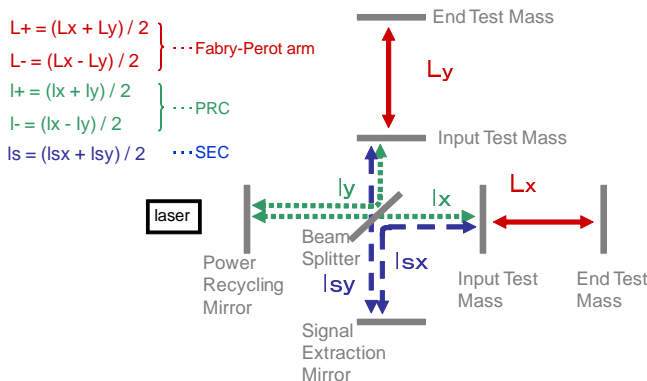 L+ = (Lx + Ly) / 2
L- = (Lx - Ly) / 2
···Fabry-Perot arm
l+ = (lx + ly) / 2
l- = (lx - ly) / 2
···PRC
ls = (lsx + lsy) / 2 ···SEC
End Test Mass
Ly
Input Test Mass
ly
lx
Lx
laser
Beam
Splitter
lsx
lsy
Power
Recycling
Mirror
Input Test
Mass
End Test
Mass
Signal
Extraction
Mirror